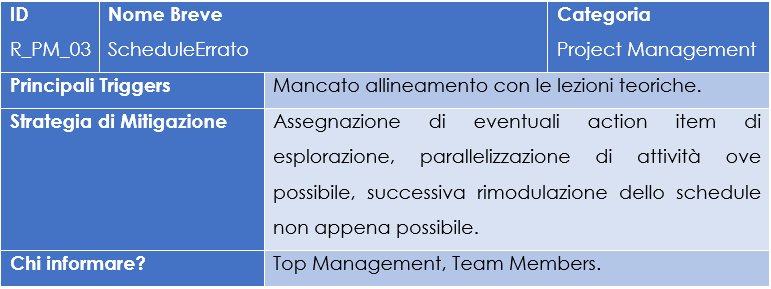 ID Nome Breve Categoria
R_PM_03 ScheduleErrato Project Management
Principali Triggers Mancato allineamento con le lezioni teoriche.
Strategia di Mitigazione Assegnazione di eventuali action item di
esplorazione, parallelizzazione di attività ove
possibile, successiva rimodulazione dello schedule
non appena possibile.
Chi informare? Top Management, Team Members.